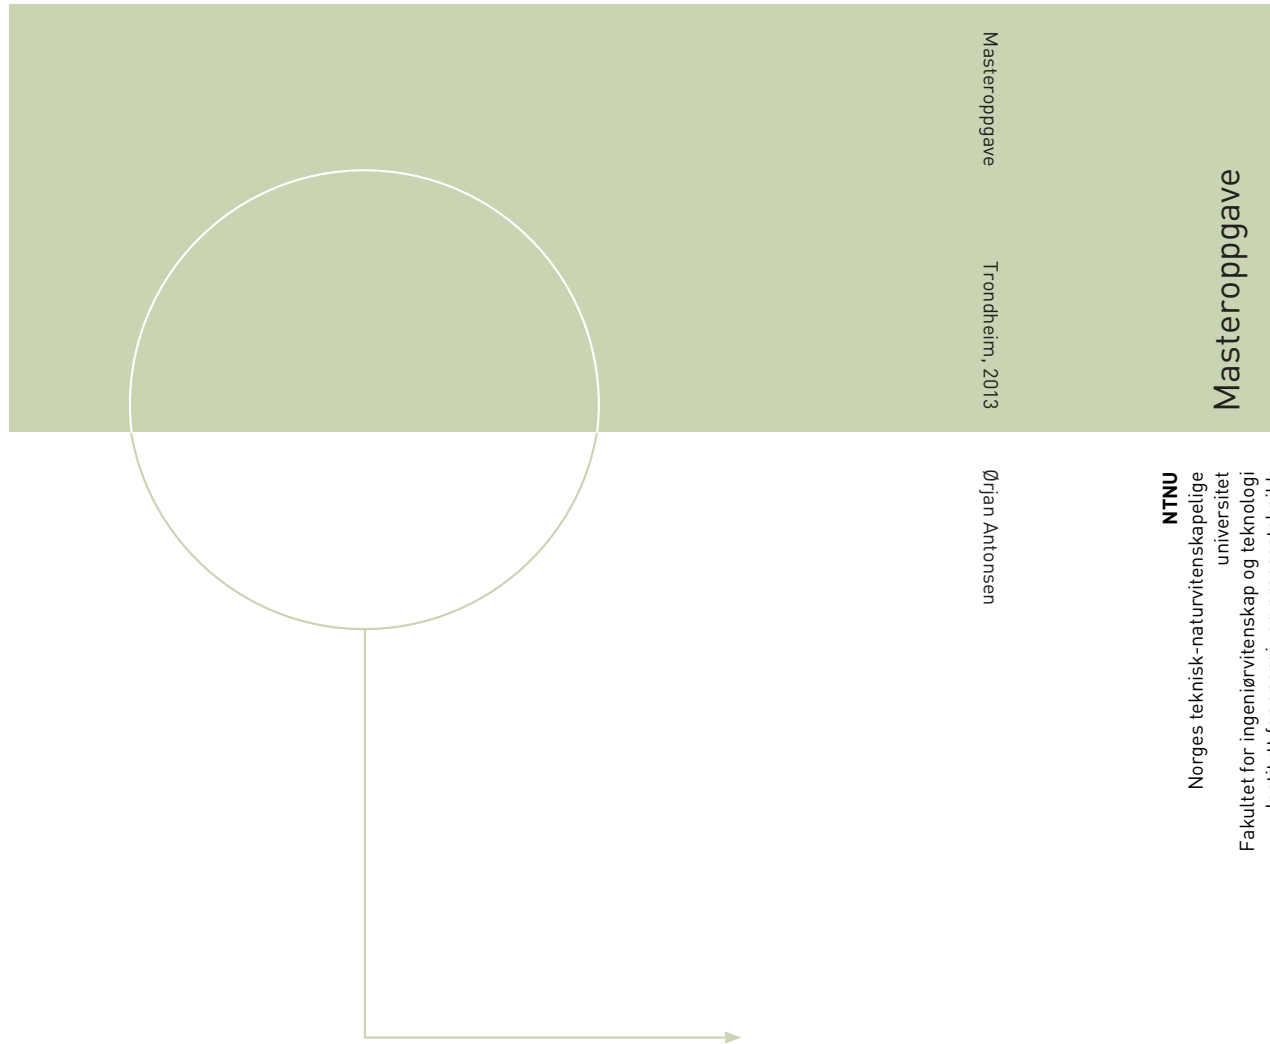 Masteroppgave
Trondheim, 2013
Ørjan Antonsen
Masteroppgave
NTNU
Norges teknisk-naturvitenskapelige
universitet
Fakultet for ingeniørvitenskap og teknologi